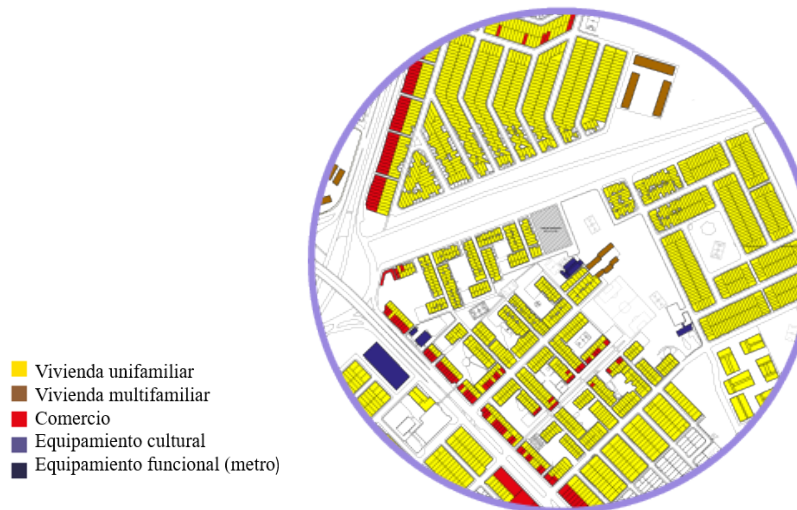 Vivienda unifamiliar
Vivienda multifamiliar
Comercio
Equipamiento cultural
Equipamiento funcional (metro)